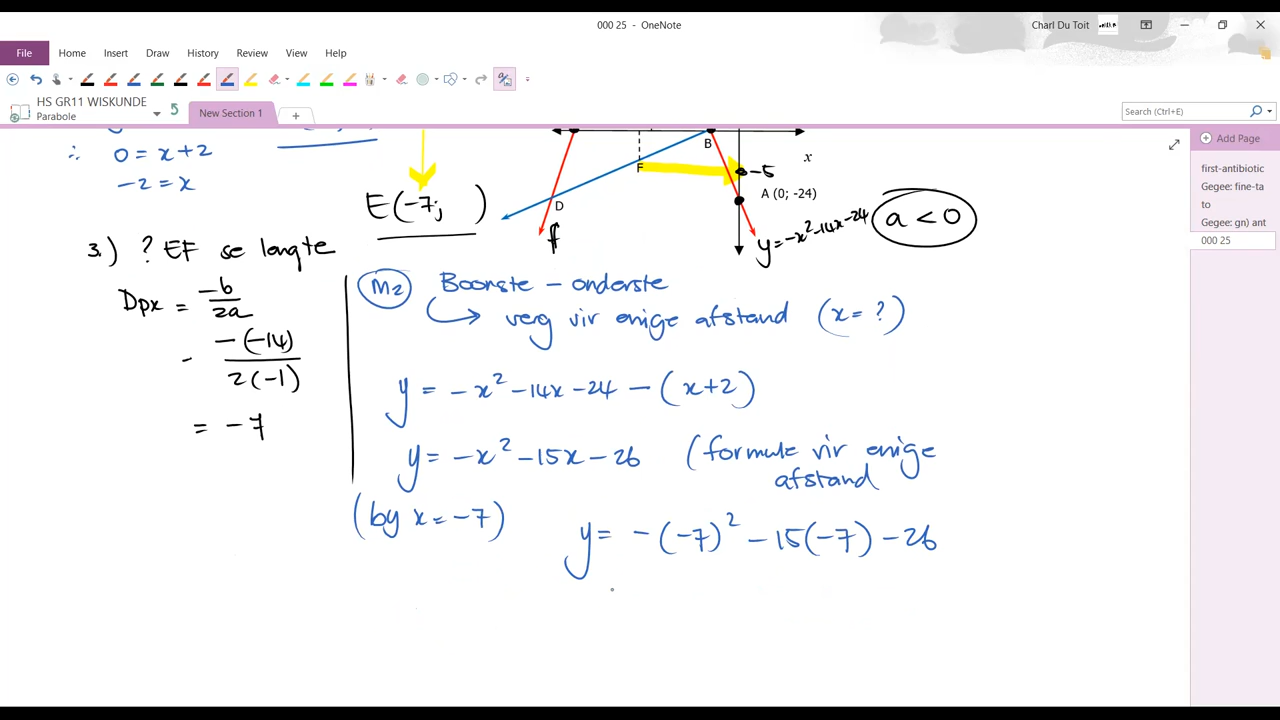 000 25 - OneNote
Charl Du Toit
File Home Insert Draw History Review View Help
HS GR11 WISKUNDE
Parabole
New Section 1
+
Search (Ctrl+E)
Add Page
first-antibiotic
Gegee: fine-ta
to
Gegee: gn) ant
000 25
∴ 0 = x+2
-2 = x
E(-7; )
B
x
F
-5
A (0; -24)
D
f
y=-x²-14x-24
a < 0
3.) ? EF se lengte
Dpx = -b/2a
= -(-14)/2(-1)
= -7
M2 Boonste - onderste
verg vir enige afstand (x=?)
y = -x² -14x -24 - (x+2)
y = -x² -15x - 26 (formule vir enige
afstand
(by x = -7)
y = -(-7)² -15(-7) -26